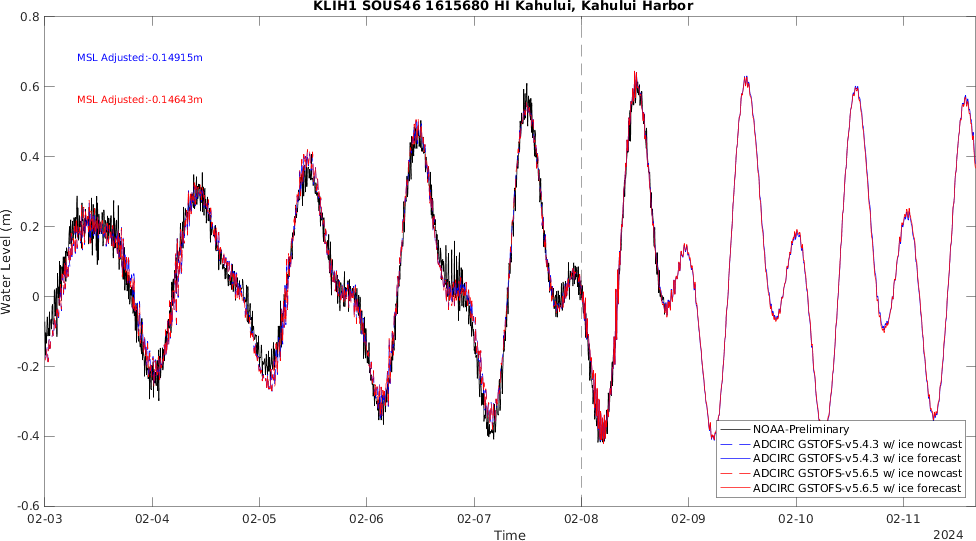 KLIH1 SOUS46 1615680 HI Kahului, Kahului Harbor
0.8
MSL Adjusted:-0.14915m
0.6
MSL Adjusted:-0.14643m
0.4
0.2
Water Level (m)
0
-0.2
-0.4
NOAA-Preliminary
ADCIRC GSTOFS-v5.4.3 w/ ice nowcast
ADCIRC GSTOFS-v5.4.3 w/ ice forecast
ADCIRC GSTOFS-v5.6.5 w/ ice nowcast
ADCIRC GSTOFS-v5.6.5 w/ ice forecast
-0.6
02-03 02-04 02-05 02-06 02-07 02-08 02-09 02-10 02-11
Time
2024